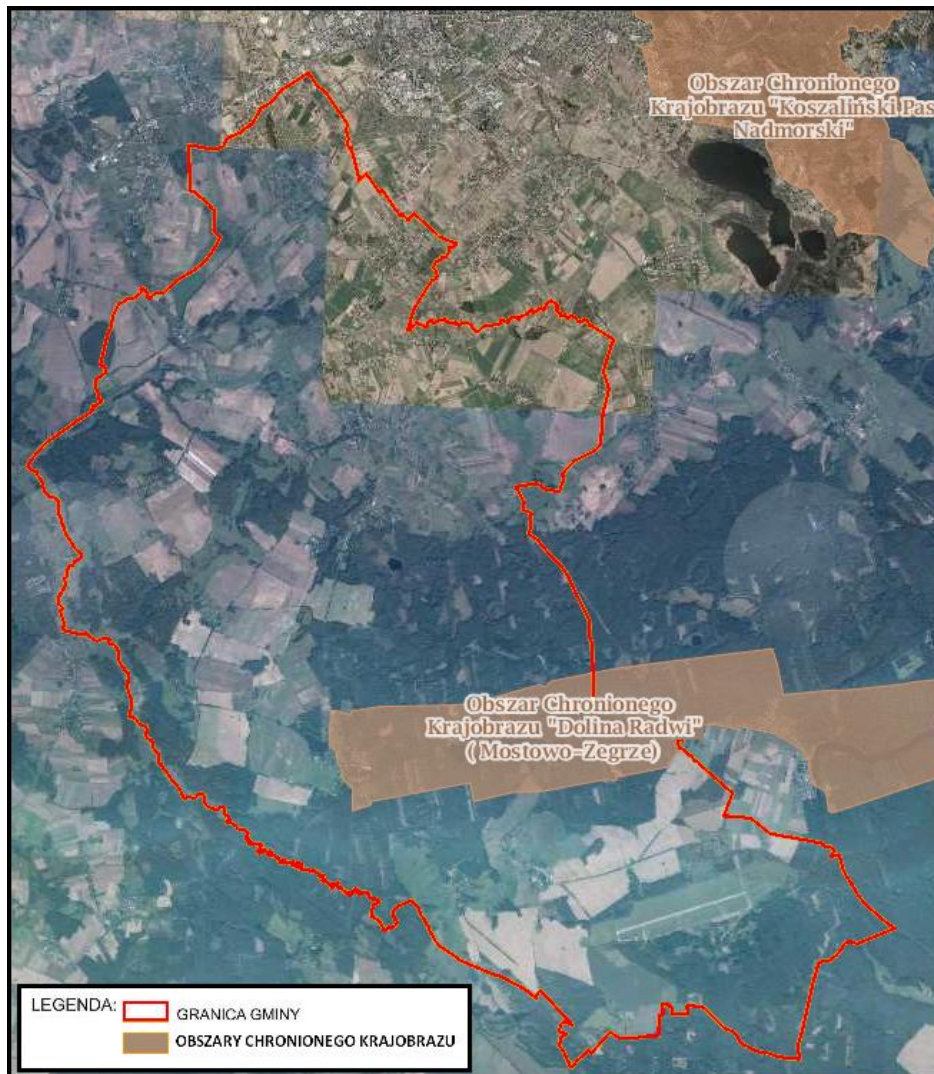 Obszar Chronionego
Krajobrazu "Koszaliński Pas
Nadmorski"
Obszar Chronionego
Krajobrazu "Dolina Radwi"
( Mostowo-Zegrze)
LEGENDA:
GRANICA GMINY
OBSZARY CHRONIONEGO KRAJOBRAZU